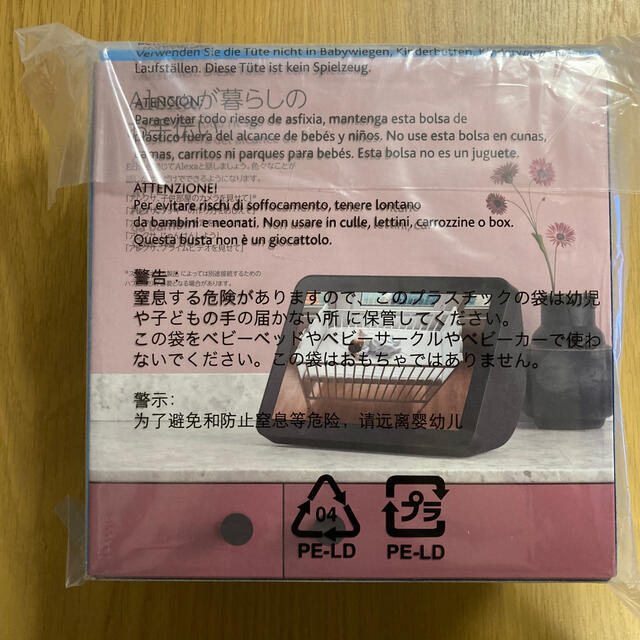 Verwenden Sie die Tüte nicht in Babywiegen, Kinderbetten,
Laufställen. Diese Tüte ist kein Spielzeug.
Alexaが暮らしの
ATENCIÓN!
Para evitar todo riesgo de asfixia, mantenga esta bolsa de
plástico fuera del alcance de bebés y niños. No use esta bolsa en cunas,
camas, carritos ni parques para bebés. Esta bolsa no es un juguete.
ATTENZIONE!
Per evitare rischi di soffocamento, tenere lontano
da bambini e neonati. Non usare in culle, lettini, carrozzine o box.
Questa busta non è un giocattolo.
警告
窒息する危険がありますので、このプラスチックの袋は幼児
や子どもの手の届かない所 に保管してください。
この袋をベビーベッドやベビーサークルやベビーカーで使わ
ないでください。この袋はおもちゃではありません。
警示:
为了避免和防止窒息等危险，请远离婴幼儿
04
PE-LD
プラ
PE-LD